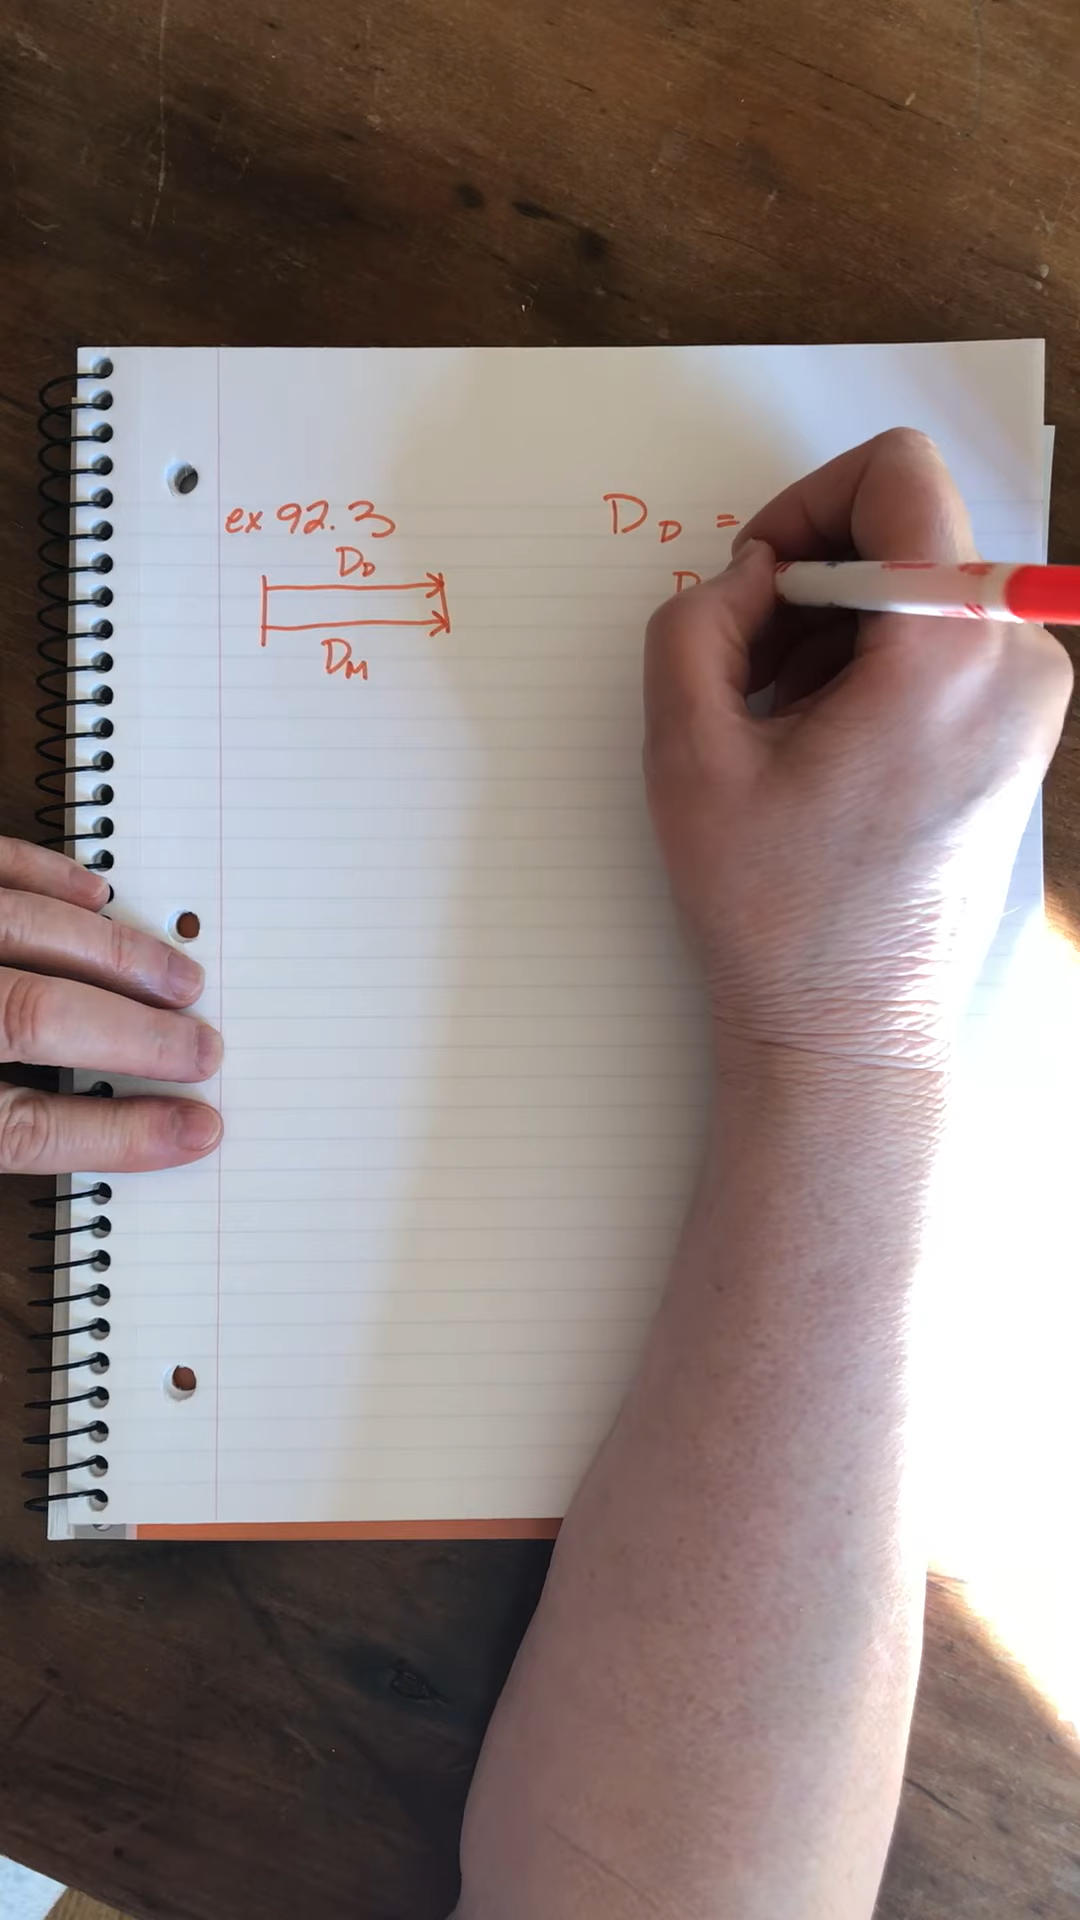 ex 92.3
D_D
D_M
D_D =